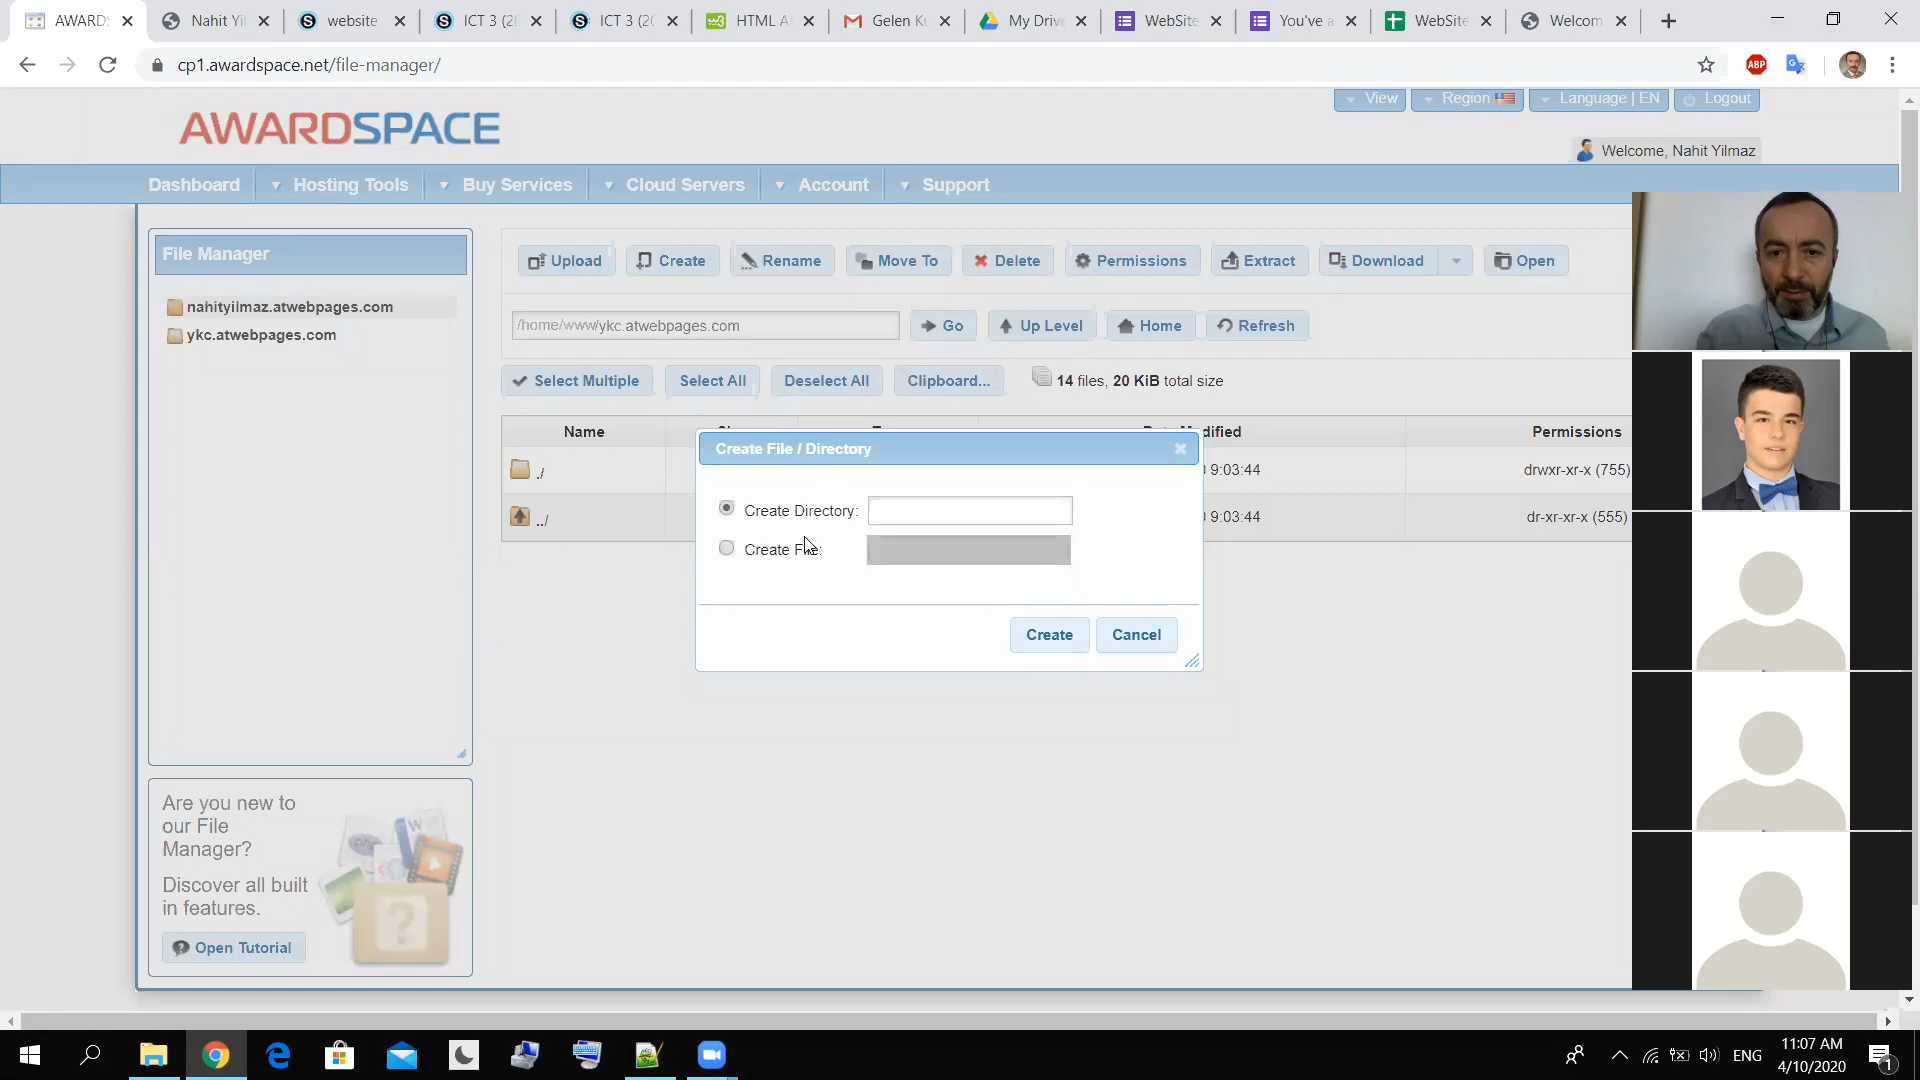 AWARDS
Nahit Yi
website
ICT 3 (2
ICT 3 (20
HTML A
Gelen Ku
My Drive
WebSite
You've a
WebSite
Welcom
cp1.awardspace.net/file-manager/
ABP
View
Region
Language | EN
Logout
AWARDSPACE
Welcome, Nahit Yilmaz
Dashboard
Hosting Tools
Buy Services
Cloud Servers
Account
Support
File Manager
nahityilmaz.atwebpages.com
ykc.atwebpages.com
Upload
Create
Rename
Move To
Delete
Permissions
Extract
Download
Open
/home/www/ykc.atwebpages.com
Go
Up Level
Home
Refresh
Select Multiple
Select All
Deselect All
Clipboard...
14 files, 20 KiB total size
Name
Permissions
./
9:03:44
drwxr-xr-x (755)
../
9:03:44
dr-xr-xr-x (555)
Create File / Directory
Create Directory:
Create File:
Create
Cancel
Are you new to
our File
Manager?
Discover all built
in features.
Open Tutorial
ENG
11:07 AM
4/10/2020
1